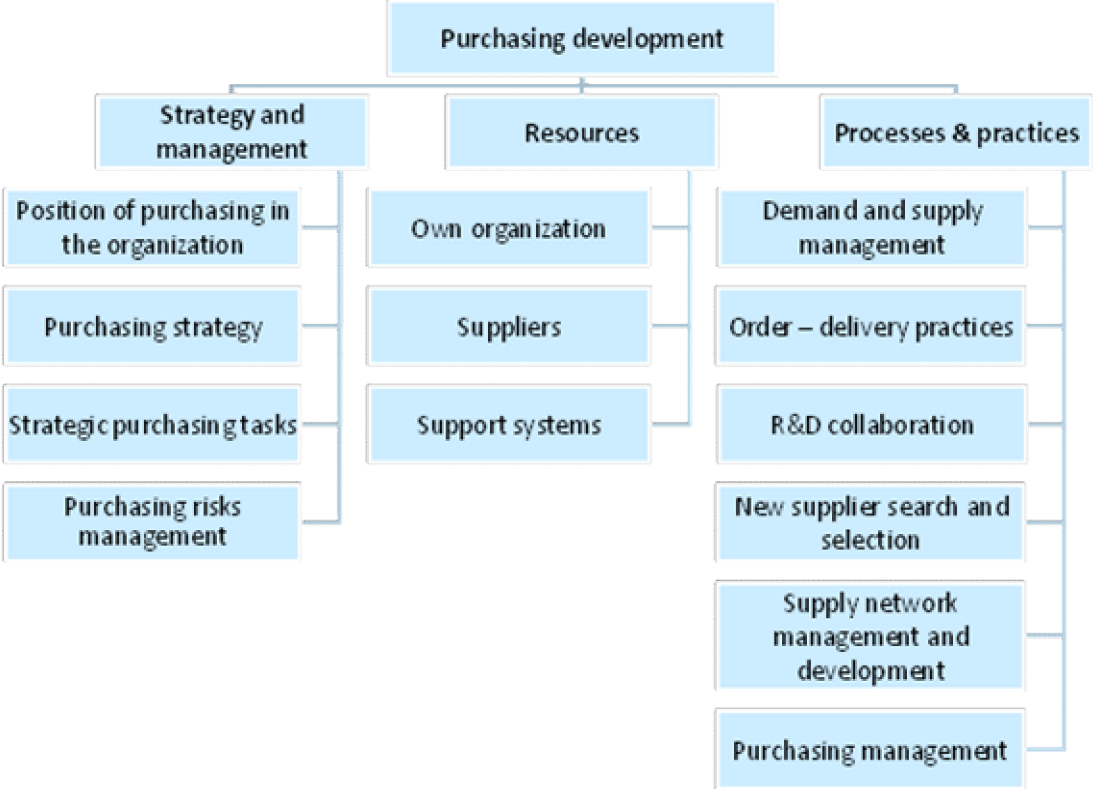 Purchasing development
Strategy and
management
Resources
Processes & practices
Position of purchasing in
the organization
Purchasing strategy
Strategic purchasing tasks
Purchasing risks
management
Own organization
Suppliers
Support systems
Demand and supply
management
Order – delivery practices
R&D collaboration
New supplier search and
selection
Supply network
management and
development
Purchasing management